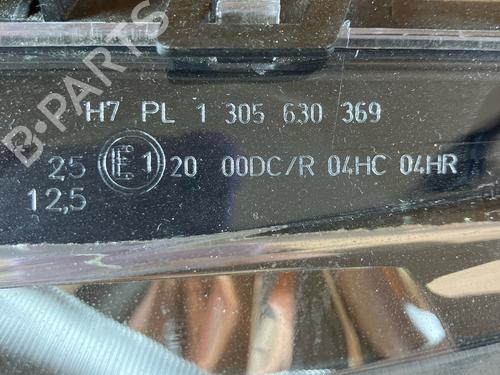 B-PARTS
H7 PL 1 305 630 369
25 E1 20 00DC/R 04HC 04HR
12,5